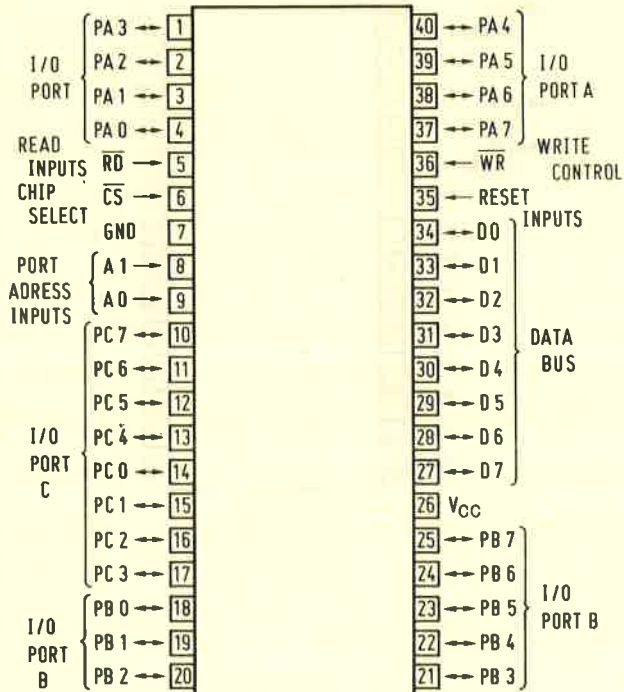 PA 3 ↔ 1
PA 2 ↔ 2
PA 1 ↔ 3
PA 0 ↔ 4
I/O
PORT
READ
INPUTS
R̅D̅ → 5
CHIP
SELECT
C̅S̅ → 6
GND 7
PORT
ADRESS
INPUTS
A 1 → 8
A 0 → 9
PC 7 ↔ 10
PC 6 ↔ 11
PC 5 ↔ 12
PC 4 ↔ 13
PC 0 ↔ 14
PC 1 ↔ 15
PC 2 ↔ 16
PC 3 ↔ 17
I/O
PORT
C
PB 0 ↔ 18
PB 1 ↔ 19
PB 2 ↔ 20
I/O
PORT
B
40 ↔ PA 4
39 ↔ PA 5
38 ↔ PA 6
37 ↔ PA 7
I/O
PORT A
36 ← W̅R̅
WRITE
CONTROL
35 ← RESET
INPUTS
34 ↔ D0
33 ↔ D1
32 ↔ D2
31 ↔ D3
30 ↔ D4
29 ↔ D5
28 ↔ D6
27 ↔ D7
DATA
BUS
26 VCC
25 ↔ PB 7
24 ↔ PB 6
23 ↔ PB 5
22 ↔ PB 4
21 ↔ PB 3
I/O
PORT B